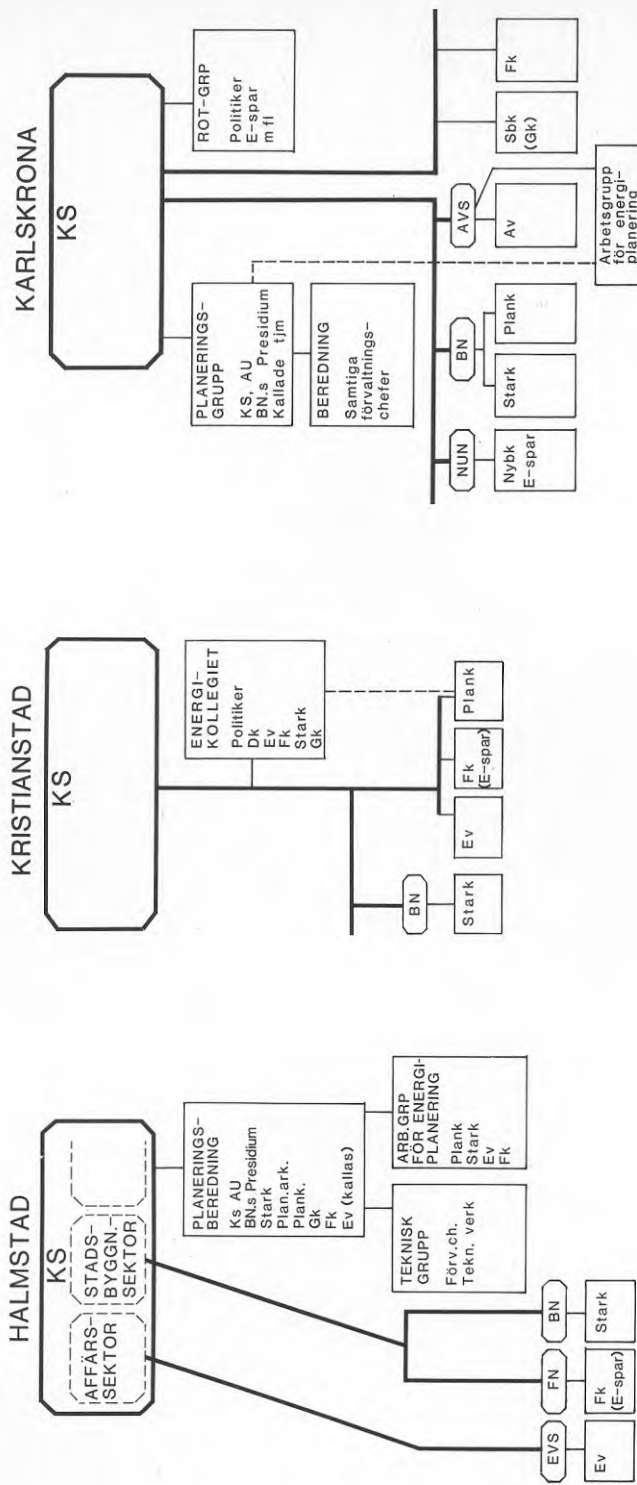 HALMSTAD
KS
AFFÄRS-
SEKTOR
STADS-
BYGGN.-
SEKTOR
PLANERINGS-
BEREDNING
Ks AU
BN.s Presidium
Stark
Plan.ark.
Plank.
Gk
Fk
Ev (kallas)
TEKNISK
GRUPP
Förv.ch.
Tekn. verk
ARB.GRP
FÖR ENERGI-
PLANERING
Plank
Stark
Ev
Fk
EVS
Ev
FN
Fk
(E-spar)
BN
Stark
KRISTIANSTAD
KS
ENERGI-
KOLLEGIET
Politiker
Dk
Ev
Fk
Stark
Gk
BN
Stark
Ev
Fk
(E-spar)
Plank
KARLSKRONA
KS
PLANERINGS-
GRUPP
KS, AU
BN.s Presidium
Kallade tjm
BEREDNING
Samtiga
förvaltnings-
chefer
ROT-GRP
Politiker
E-spar
m fl
NUN
Nybk
E-spar
BN
Stark
Plank
AVS
Av
Sbk
(Gk)
Fk
Arbetsgrupp
för energi-
planering